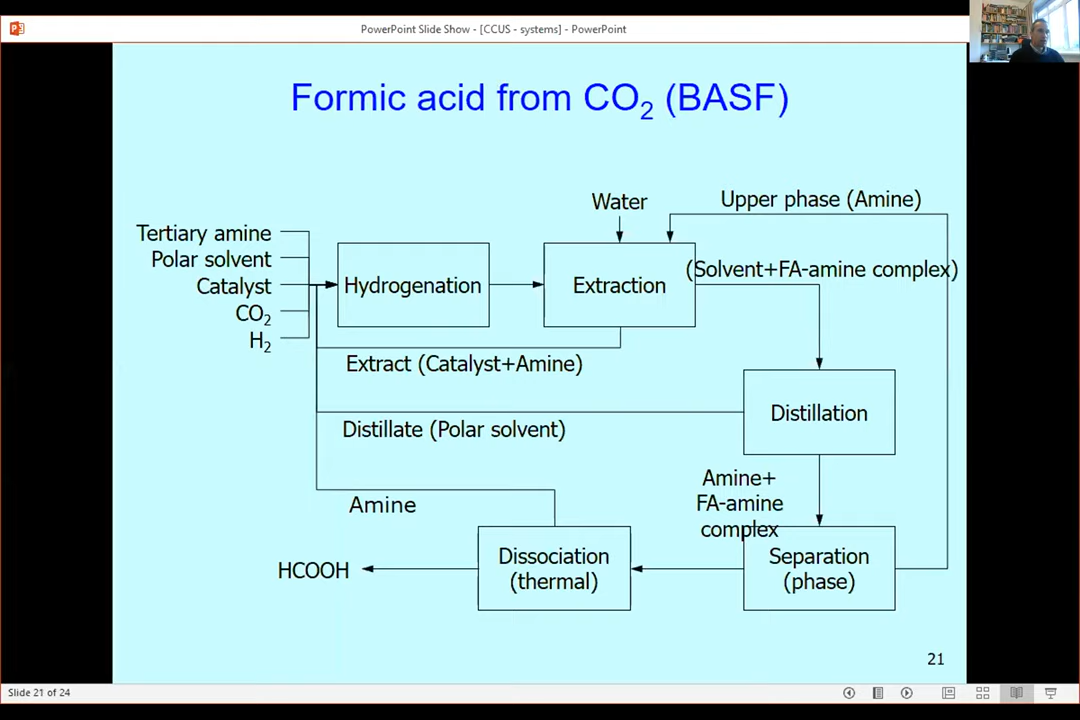 PowerPoint Slide Show - [CCUS - systems] - PowerPoint
Formic acid from CO₂ (BASF)
Water
Upper phase (Amine)
Tertiary amine
Polar solvent
Catalyst
CO₂
H₂
Hydrogenation
Extraction
(Solvent+FA-amine complex)
Extract (Catalyst+Amine)
Distillation
Distillate (Polar solvent)
Amine+
FA-amine
complex
Amine
Separation
(phase)
Dissociation
(thermal)
HCOOH
21
Slide 21 of 24